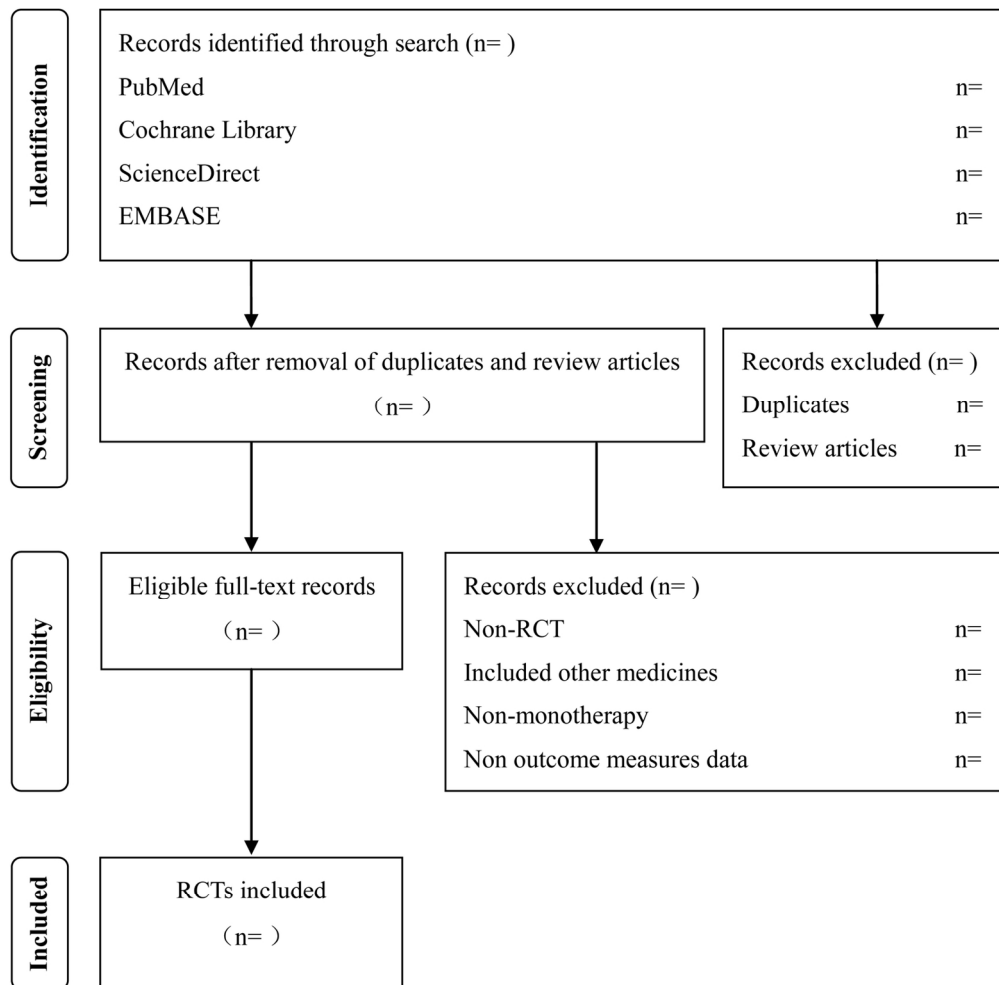 Identification
Records identified through search (n= )
PubMed n=
Cochrane Library n=
ScienceDirect n=
EMBASE n=
Screening
Records after removal of duplicates and review articles
（n= ）
Records excluded (n= )
Duplicates n=
Review articles n=
Eligibility
Eligible full-text records
（n= ）
Records excluded (n= )
Non-RCT n=
Included other medicines n=
Non-monotherapy n=
Non outcome measures data n=
Included
RCTs included
（n= ）